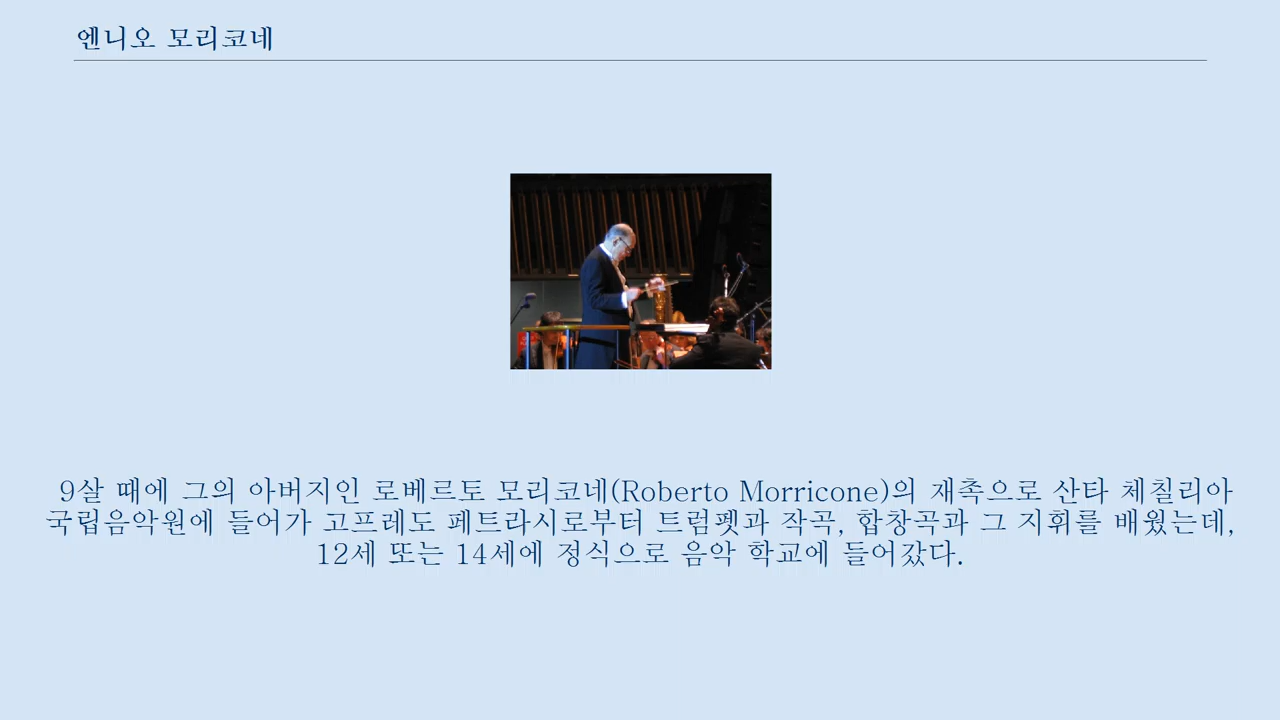 엔니오 모리코네
9살 때에 그의 아버지인 로베르토 모리코네(Roberto Morricone)의 재촉으로 산타 체칠리아
국립음악원에 들어가 고프레도 페트라시로부터 트럼펫과 작곡, 합창곡과 그 지휘를 배웠는데,
12세 또는 14세에 정식으로 음악 학교에 들어갔다.